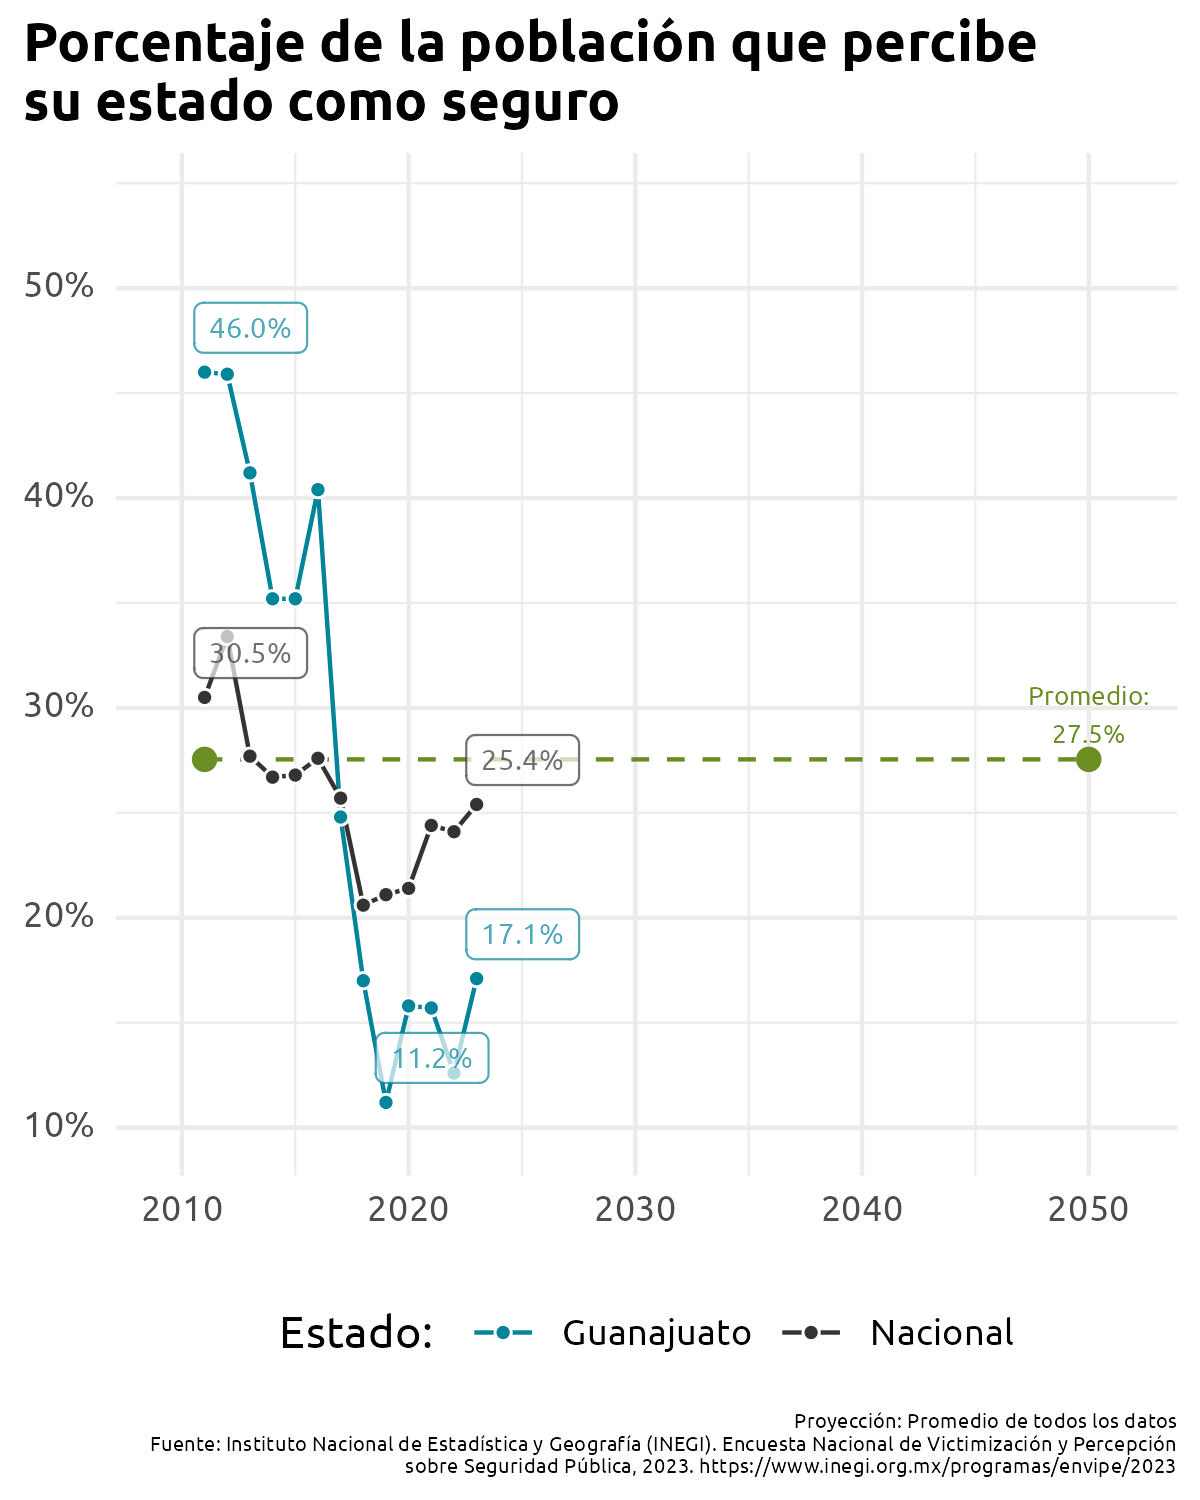 Porcentaje de la población que percibe
su estado como seguro
50%
46.0%
40%
30.5%
30%
Promedio:
27.5%
25.4%
20%
17.1%
11.2%
10%
2010 2020 2030 2040 2050
Estado: Guanajuato Nacional
Proyección: Promedio de todos los datos
Fuente: Instituto Nacional de Estadística y Geografía (INEGI). Encuesta Nacional de Victimización y Percepción
sobre Seguridad Pública, 2023. https://www.inegi.org.mx/programas/envipe/2023